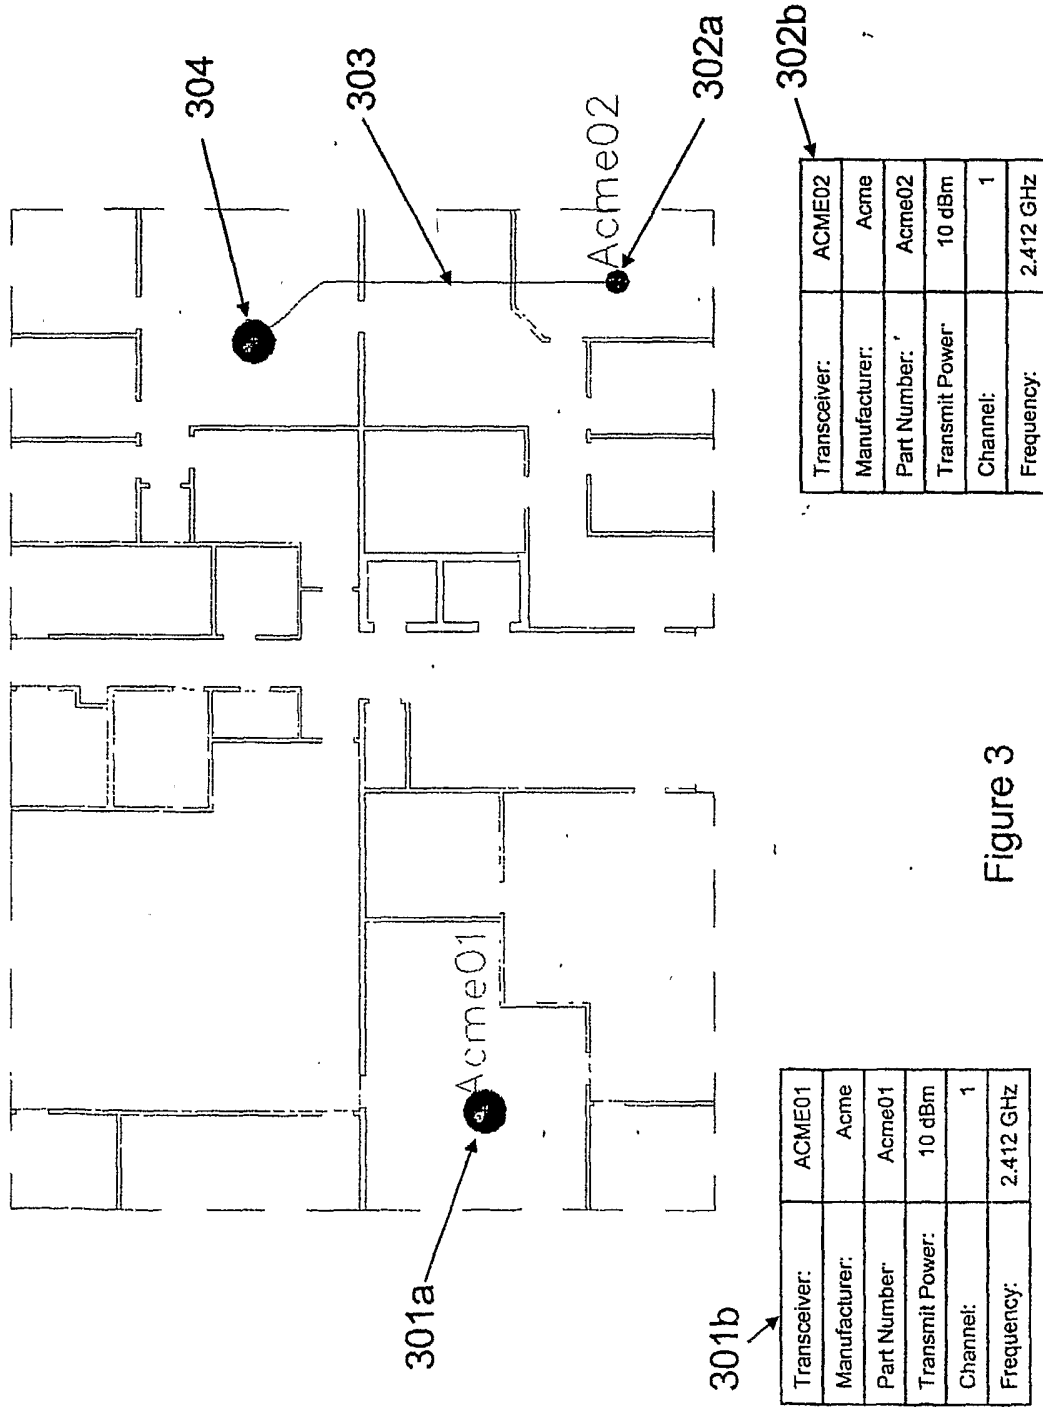 304
303
302a
Acme02
302b
Acme01
301a
301b
Transceiver: ACME01
Manufacturer: Acme
Part Number: Acme01
Transmit Power: 10 dBm
Channel: 1
Frequency: 2.412 GHz
Transceiver: ACME02
Manufacturer: Acme
Part Number: Acme02
Transmit Power: 10 dBm
Channel: 1
Frequency: 2.412 GHz
Figure 3